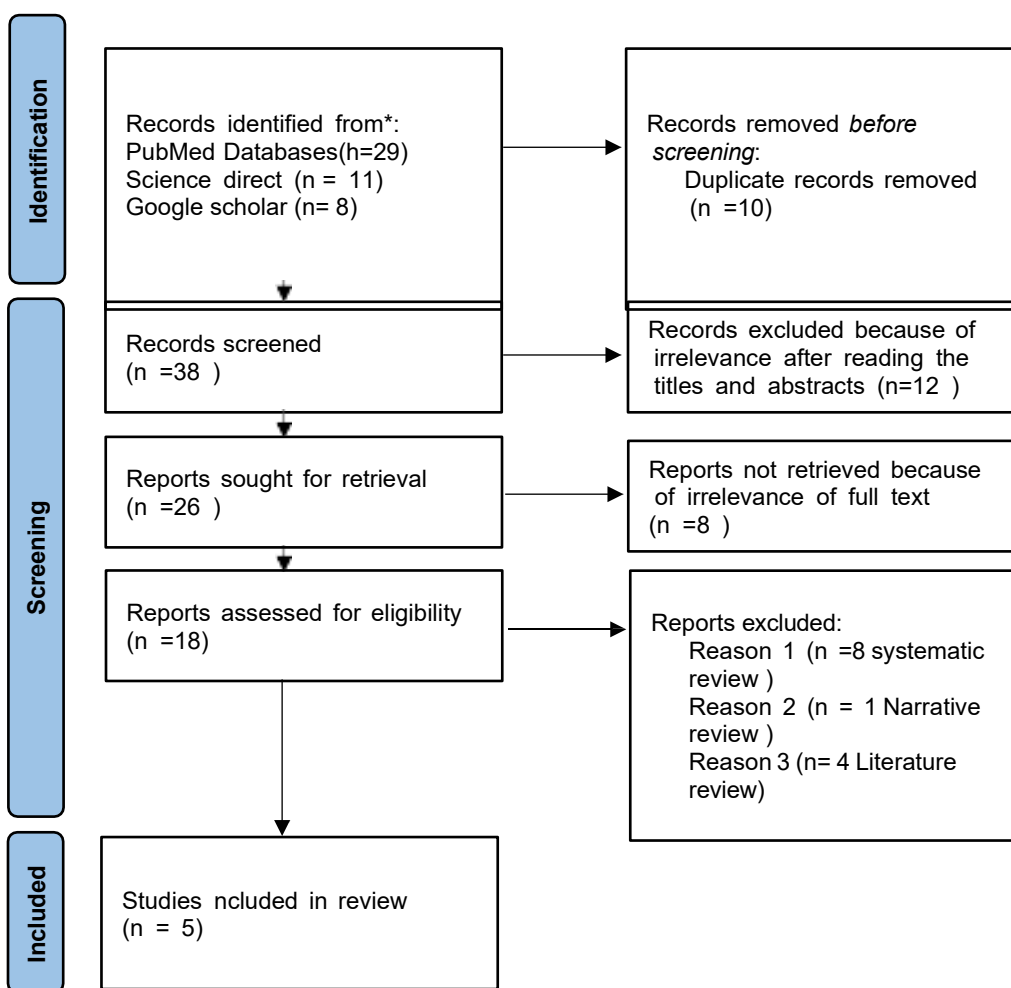 Identification
Records identified from*:
PubMed Databases(h=29)
Science direct (n = 11)
Google scholar (n= 8)
Records removed before
screening:
Duplicate records removed
(n =10)
Screening
Records screened
(n =38 )
Records excluded because of
irrelevance after reading the
titles and abstracts (n=12 )
Reports sought for retrieval
(n =26 )
Reports not retrieved because
of irrelevance of full text
(n =8 )
Reports assessed for eligibility
(n =18)
Reports excluded:
Reason 1 (n =8 systematic
review )
Reason 2 (n = 1 Narrative
review )
Reason 3 (n= 4 Literature
review)
Included
Studies ncluded in review
(n = 5)